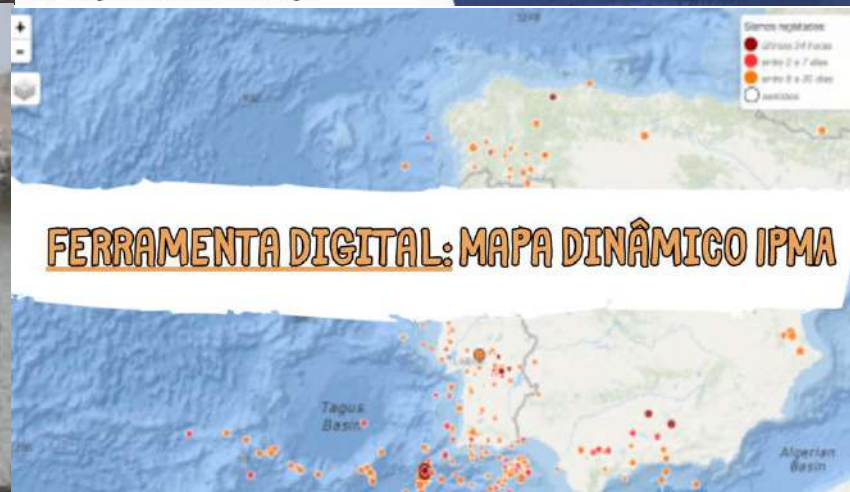 +
-
Sismos registados
últimas 24 horas
entre 2 e 7 dias
entre 8 e 30 dias
sentidos
FERRAMENTA DIGITAL: MAPA DINÂMICO IPMA
Tagus
Basin
Algerian
Basin